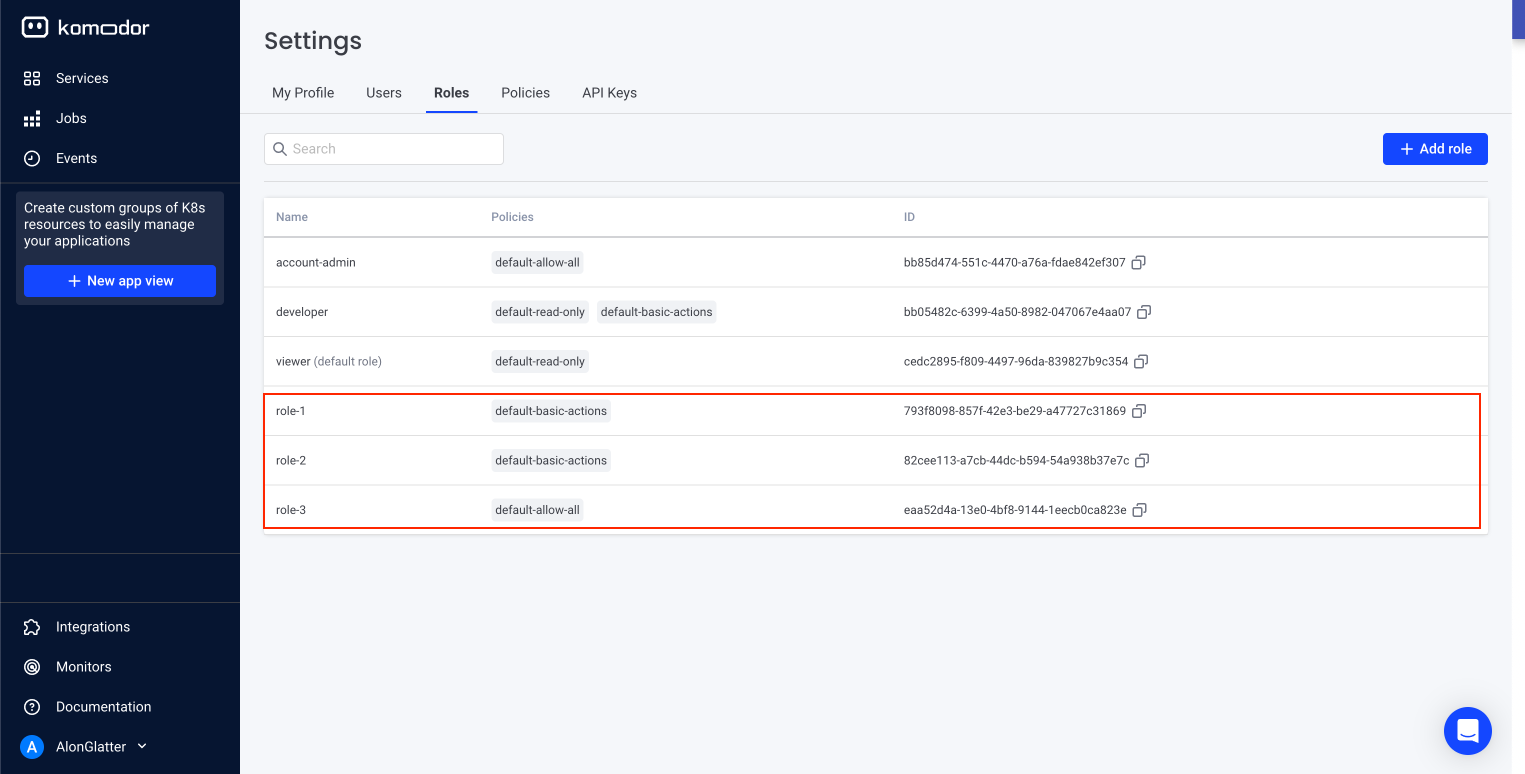 komodor
Services
Jobs
Events
Create custom groups of K8s
resources to easily manage
your applications
+ New app view
Integrations
Monitors
Documentation
A AlonGlatter
Settings
My Profile Users Roles Policies API Keys
Search
+ Add role
Name Policies ID
account-admin default-allow-all bb85d474-551c-4470-a76a-fdae842ef307
developer default-read-only default-basic-actions bb05482c-6399-4a50-8982-047067e4aa07
viewer (default role) default-read-only cedc2895-f809-4497-96da-839827b9c354
role-1 default-basic-actions 793f8098-857f-42e3-be29-a47727c31869
role-2 default-basic-actions 82cee113-a7cb-44dc-b594-54a938b37e7c
role-3 default-allow-all eaa52d4a-13e0-4bf8-9144-1eecb0ca823e